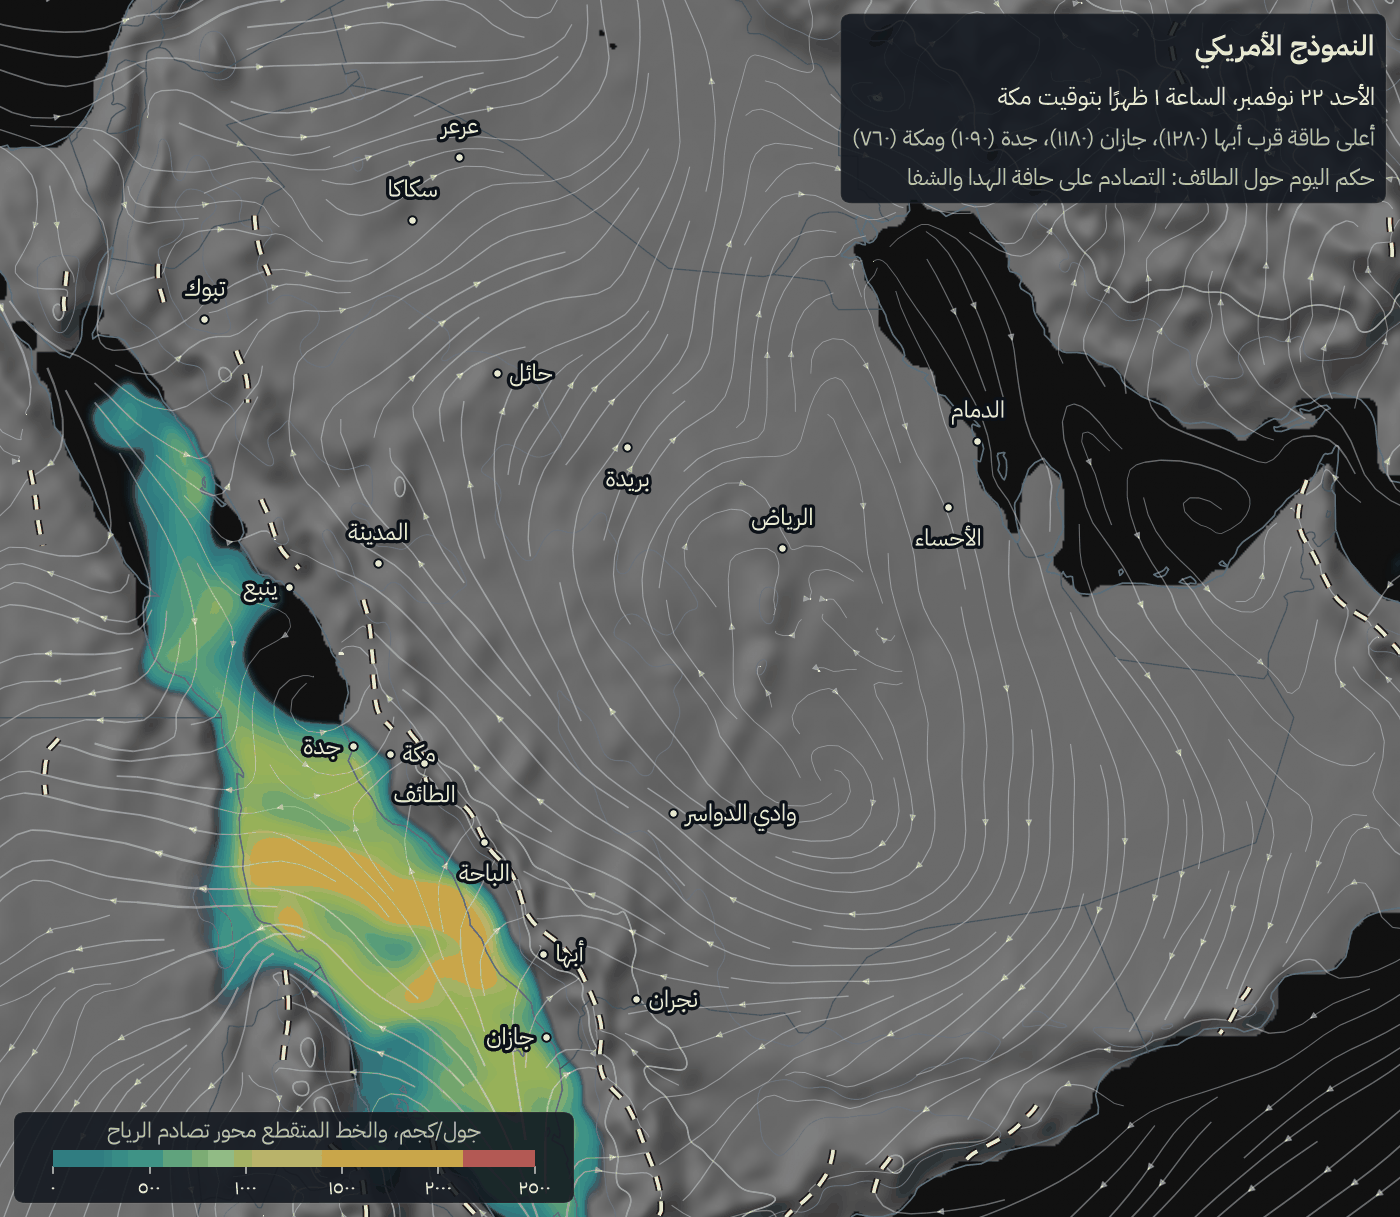 النموذج الأمريكي
الأحد ٢٢ نوفمبر، الساعة ١ ظهرًا بتوقيت مكة
أعلى طاقة قرب أبها (١٣٨٠)، جازان (١١٨٠)، جدة (١٠٩٠) ومكة (٧٦٠)
حكم اليوم حول الطائف: التصادم على حافة الهدا والشفا
عرعر
سكاكا
تبوك
حائل
الدمام
بريدة
الرياض
الأحساء
المدينة
ينبع
جدة
مكة
الطائف
وادي الدواسر
الباحة
أبها
نجران
جازان
جول/كجم، والخط المتقطع محور تصادم الرياح
٠ ٥٠٠ ١٠٠٠ ١٥٠٠ ٢٠٠٠ ٢٥٠٠